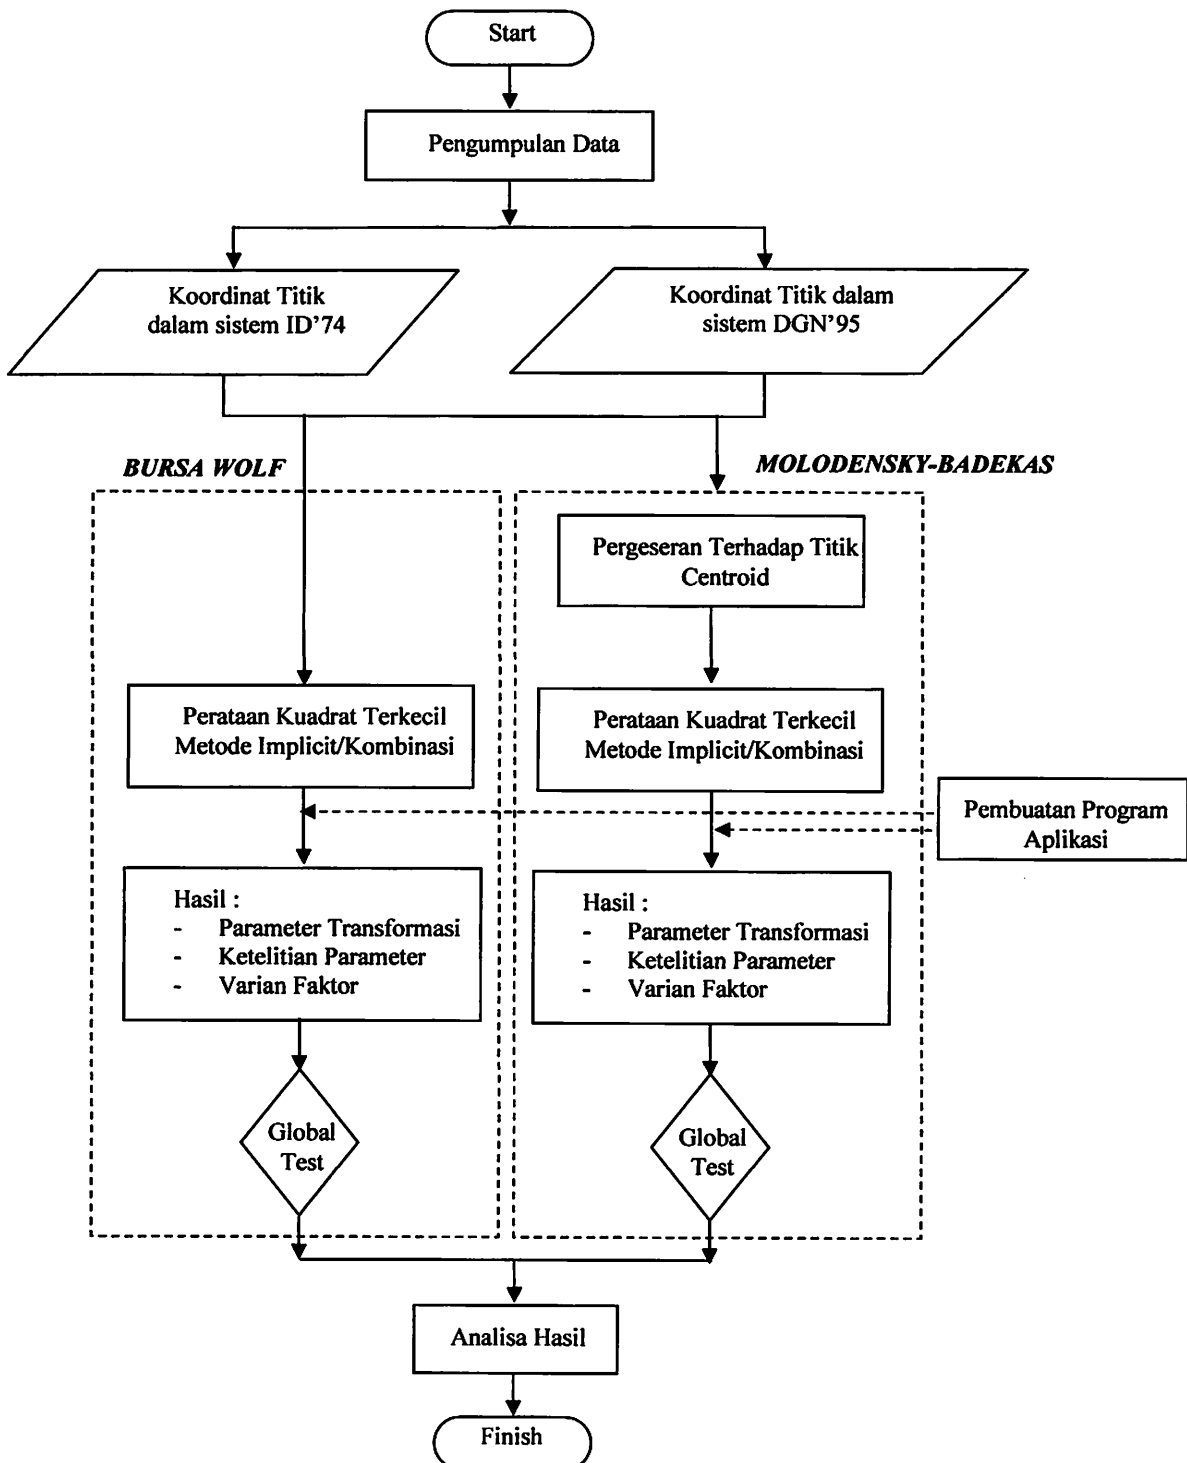 Start
Pengumpulan Data
Koordinat Titik
dalam sistem ID'74
Koordinat Titik dalam
sistem DGN'95
BURSA WOLF
MOLODENSKY-BADEKAS
Pergeseran Terhadap Titik
Centroid
Perataan Kuadrat Terkecil
Metode Implicit/Kombinasi
Perataan Kuadrat Terkecil
Metode Implicit/Kombinasi
Pembuatan Program
Aplikasi
Hasil :
- Parameter Transformasi
- Ketelitian Parameter
- Varian Faktor
Hasil :
- Parameter Transformasi
- Ketelitian Parameter
- Varian Faktor
Global
Test
Global
Test
Analisa Hasil
Finish